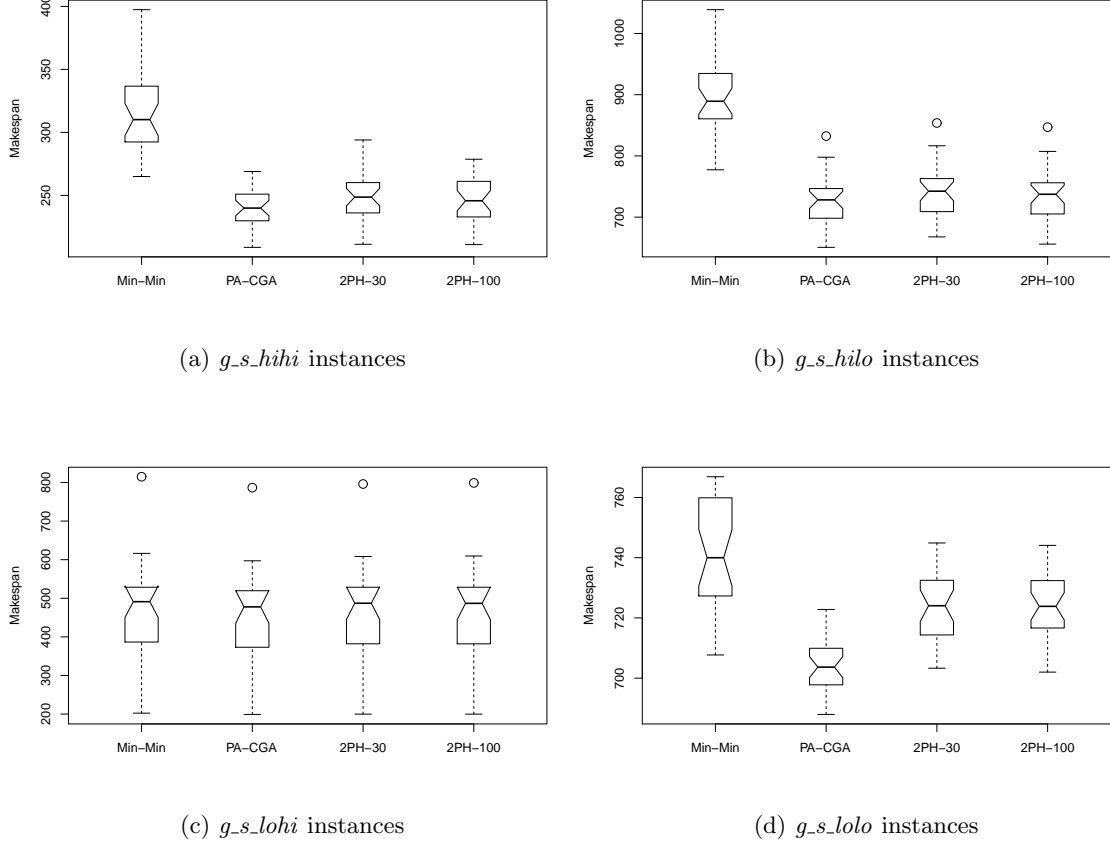 400
350
300
250
Makespan
Min−Min
PA−CGA
2PH−30
2PH−100
(a) g_s_hihi instances
1000
900
800
700
Makespan
Min−Min
PA−CGA
2PH−30
2PH−100
(b) g_s_hilo instances
800
700
600
500
400
300
200
Makespan
Min−Min
PA−CGA
2PH−30
2PH−100
(c) g_s_lohi instances
760
740
720
700
Makespan
Min−Min
PA−CGA
2PH−30
2PH−100
(d) g_s_lolo instances